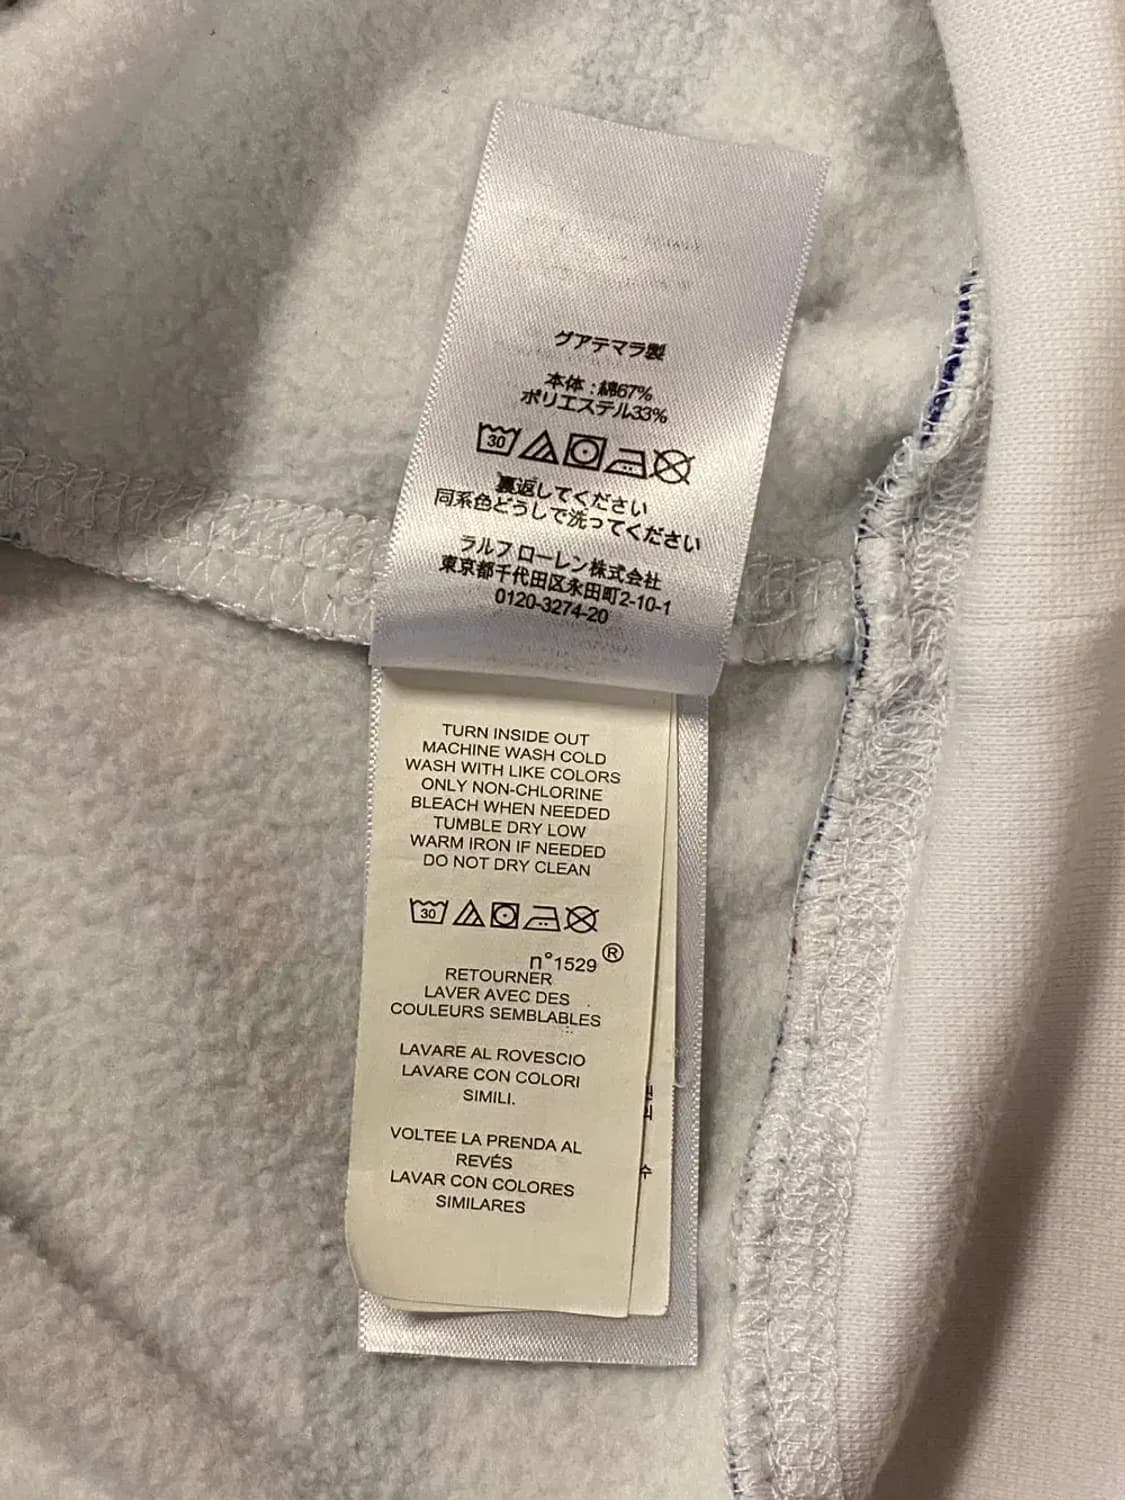 グアテマラ製
本体：綿67%
ポリエステル33%
30
裏返してください
同系色どうしで洗ってください
ラルフ ローレン株式会社
東京都千代田区永田町2-10-1
0120-3274-20
TURN INSIDE OUT
MACHINE WASH COLD
WASH WITH LIKE COLORS
ONLY NON-CHLORINE
BLEACH WHEN NEEDED
TUMBLE DRY LOW
WARM IRON IF NEEDED
DO NOT DRY CLEAN
30
n°1529 ®
RETOURNER
LAVER AVEC DES
COULEURS SEMBLABLES
LAVARE AL ROVESCIO
LAVARE CON COLORI
SIMILI.
VOLTEE LA PRENDA AL
REVÉS
LAVAR CON COLORES
SIMILARES
수